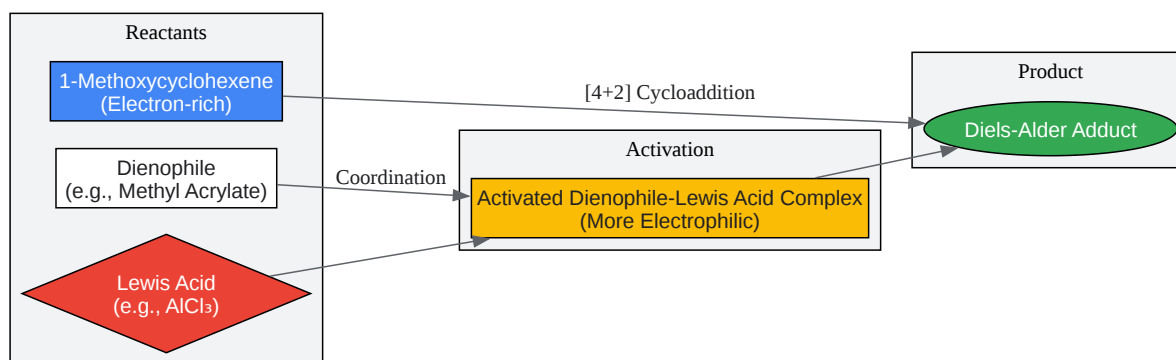 Reactants
1-Methoxycyclohexene
(Electron-rich)
Dienophile
(e.g., Methyl Acrylate)
Lewis Acid
(e.g., AlCl₃)
[4+2] Cycloaddition
Coordination
Activation
Activated Dienophile-Lewis Acid Complex
(More Electrophilic)
Product
Diels-Alder Adduct